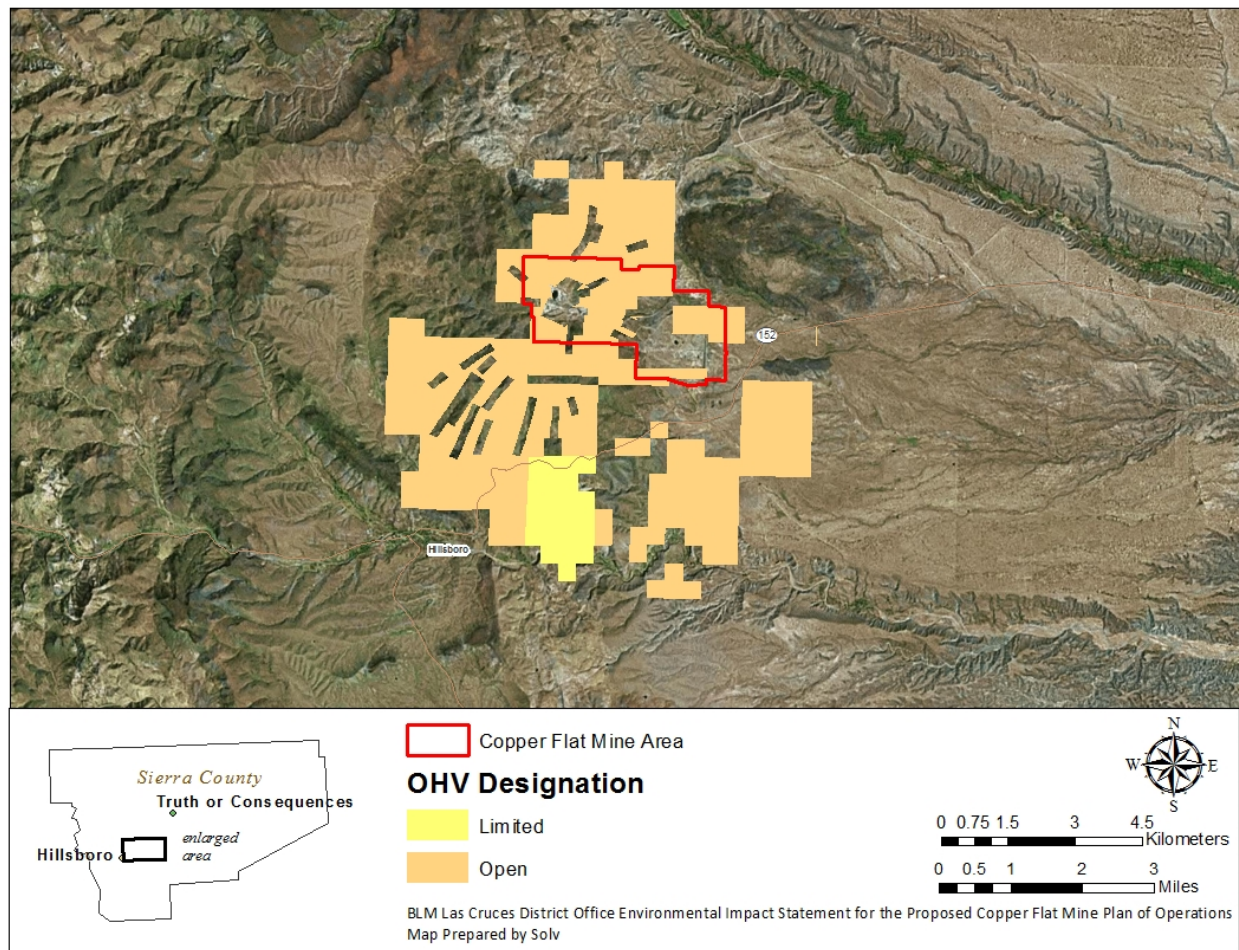 152
Hillsboro
Sierra County
Truth or Consequences
enlarged
area
Hillsboro
Copper Flat Mine Area
OHV Designation
Limited
Open
N
W E
S
0 0.75 1.5 3 4.5
Kilometers
0 0.5 1 2 3
Miles
BLM Las Cruces District Office Environmental Impact Statement for the Proposed Copper Flat Mine Plan of Operations
Map Prepared by Solv